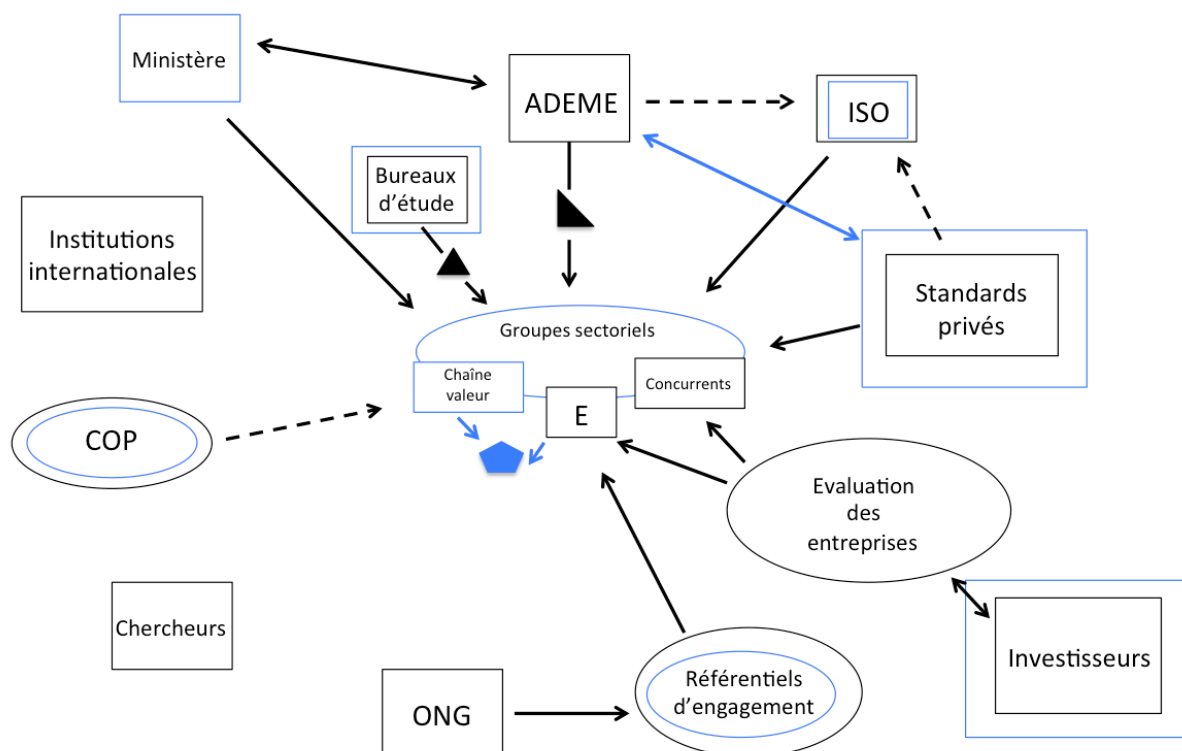 Ministère
ADEME
ISO
Bureaux
d'étude
Institutions
internationales
Standards
privés
Groupes sectoriels
Chaîne
valeur
Concurrents
E
COP
Evaluation
des
entreprises
Chercheurs
Investisseurs
Référentiels
d'engagement
ONG